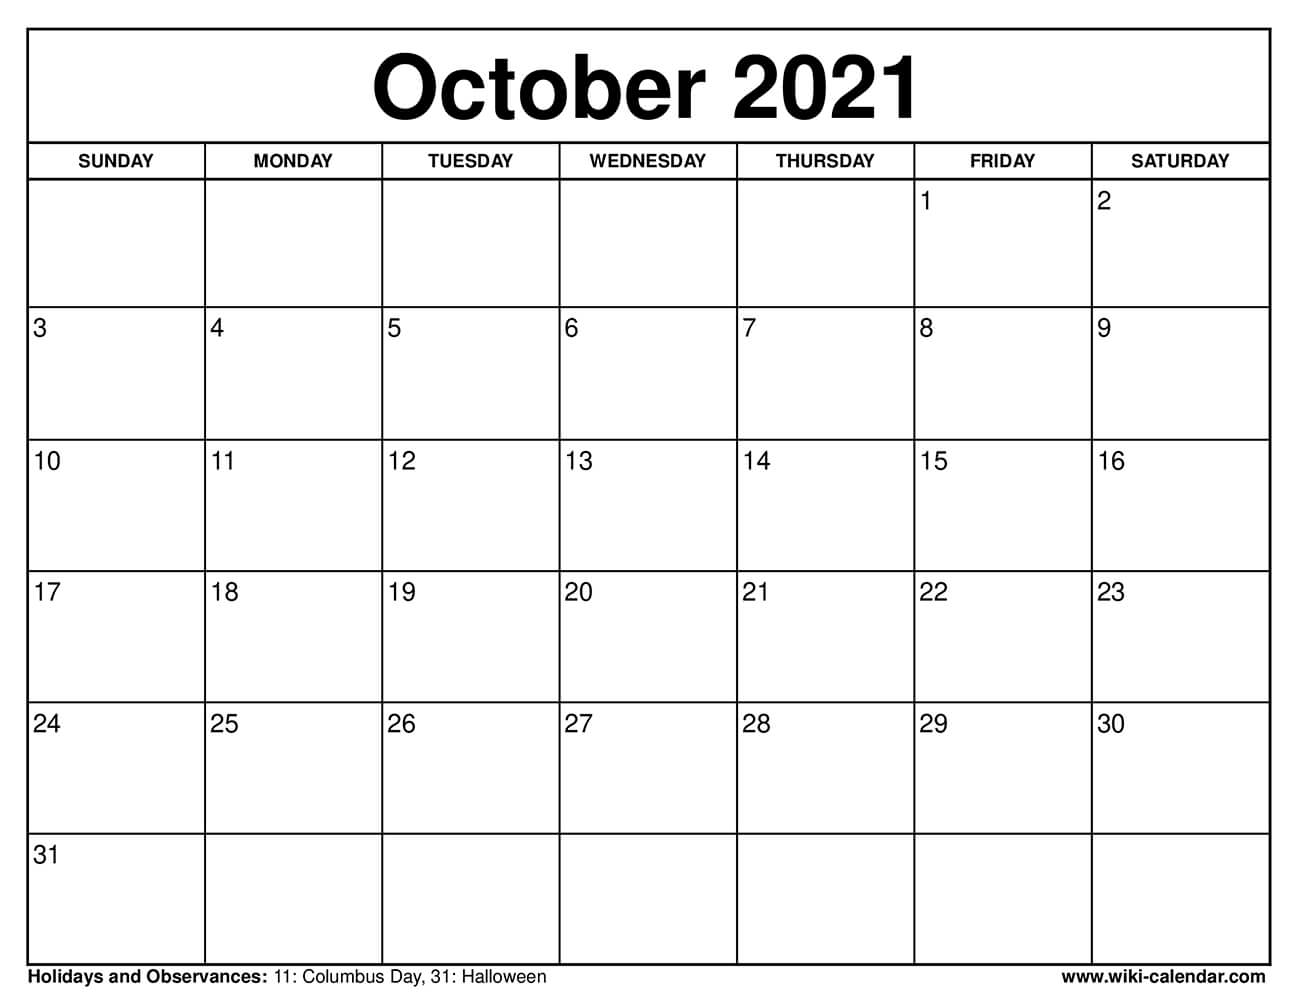 October 2021
SUNDAY MONDAY TUESDAY WEDNESDAY THURSDAY FRIDAY SATURDAY
1 2
3 4 5 6 7 8 9
10 11 12 13 14 15 16
17 18 19 20 21 22 23
24 25 26 27 28 29 30
31
Holidays and Observances: 11: Columbus Day, 31: Halloween www.wiki-calendar.com